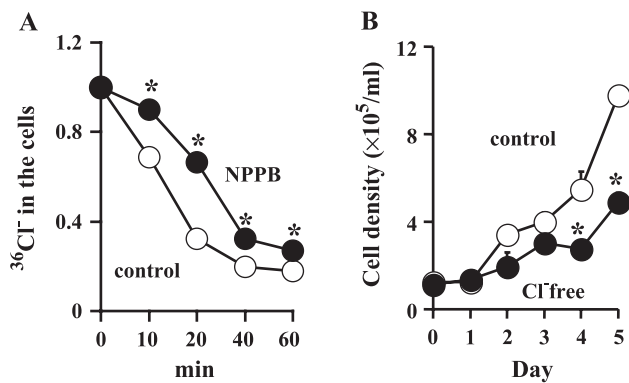 A
1.2
0.8
0.4
0
³⁶Cl⁻ in the cells
*
*
*
*
NPPB
control
0 10 20 40 60
min
B
12
8
4
0
Cell density (×10⁵/ml)
control
*
*
Cl⁻free
0 1 2 3 4 5
Day